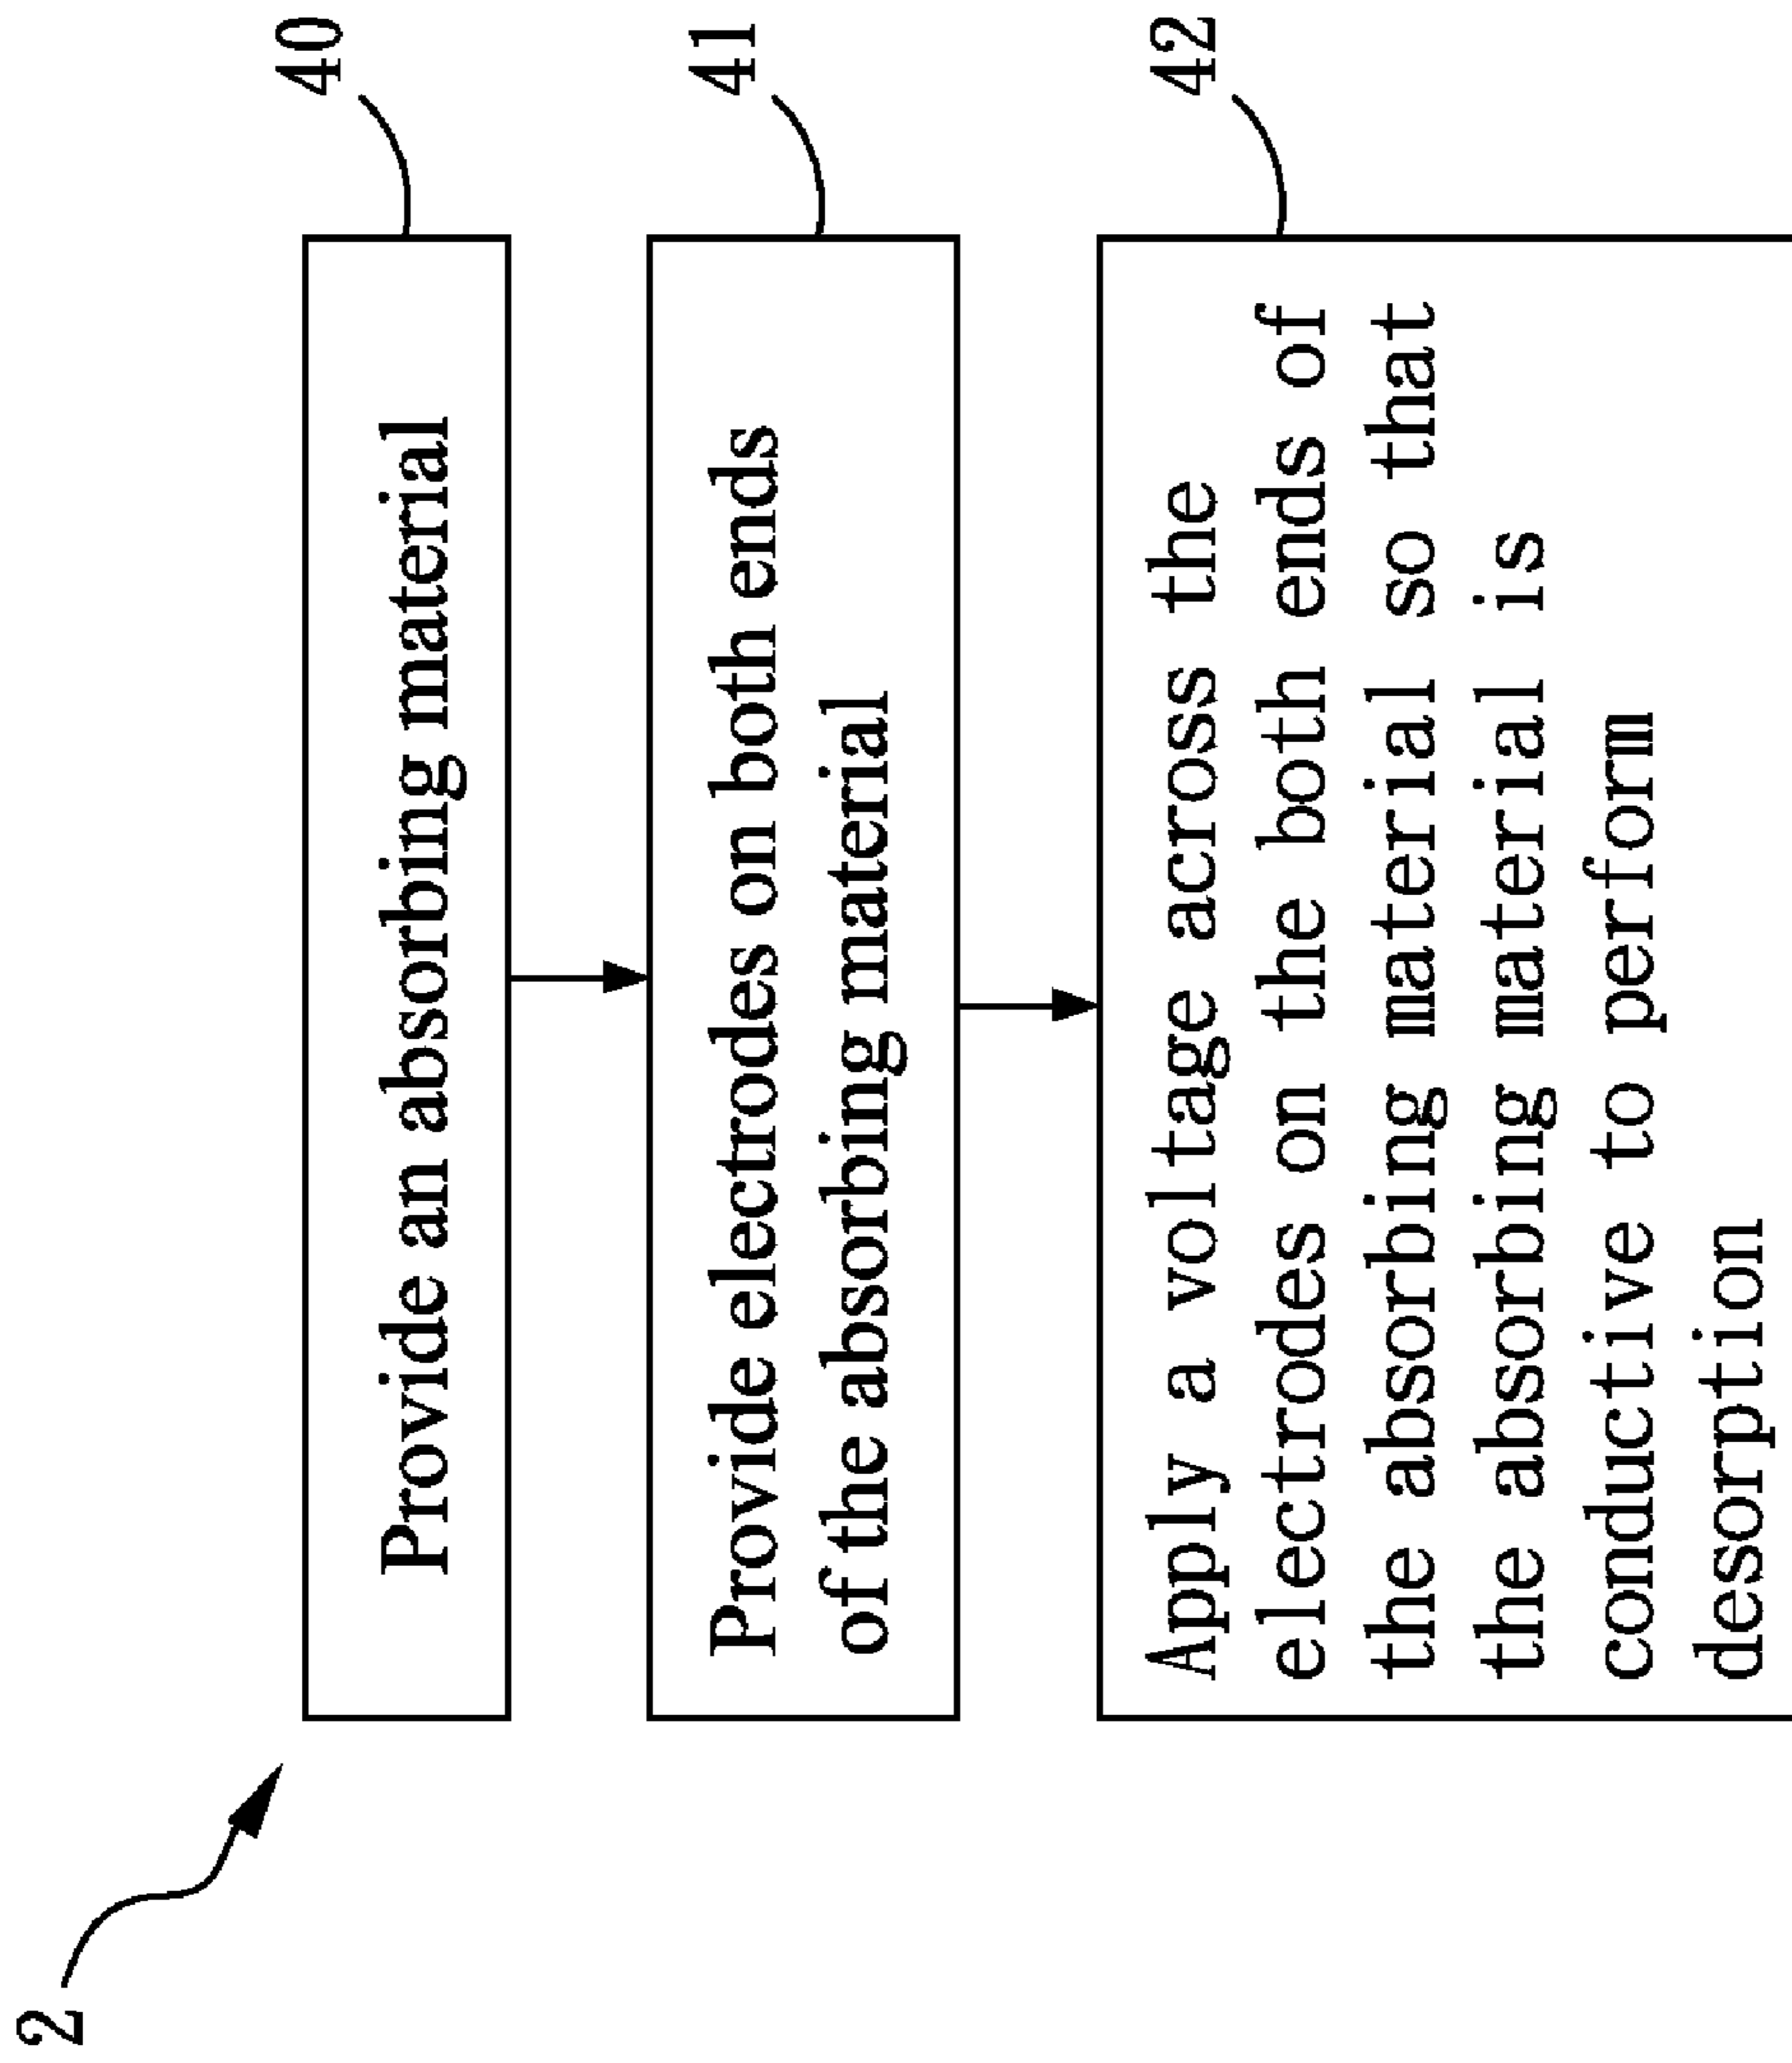 2
40
Provide an absorbing material
41
Provide electrodes on both ends
of the absorbing material
42
Apply a voltage across the
electrodes on the both ends of
the absorbing material so that
the absorbing material is
conductive to perform
desorption